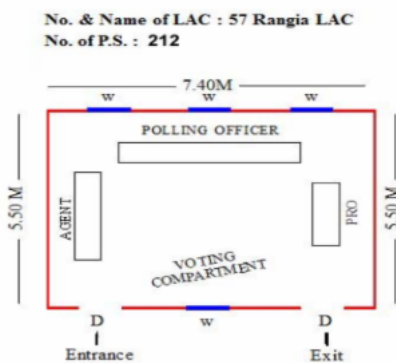 No. & Name of LAC : 57 Rangia LAC
No. of P.S. : 212
7.40M
w w w
POLLING OFFICER
5.50 M
AGENT
PRO
5.50 M
VOTING
COMPARTMENT
D w D
Entrance Exit